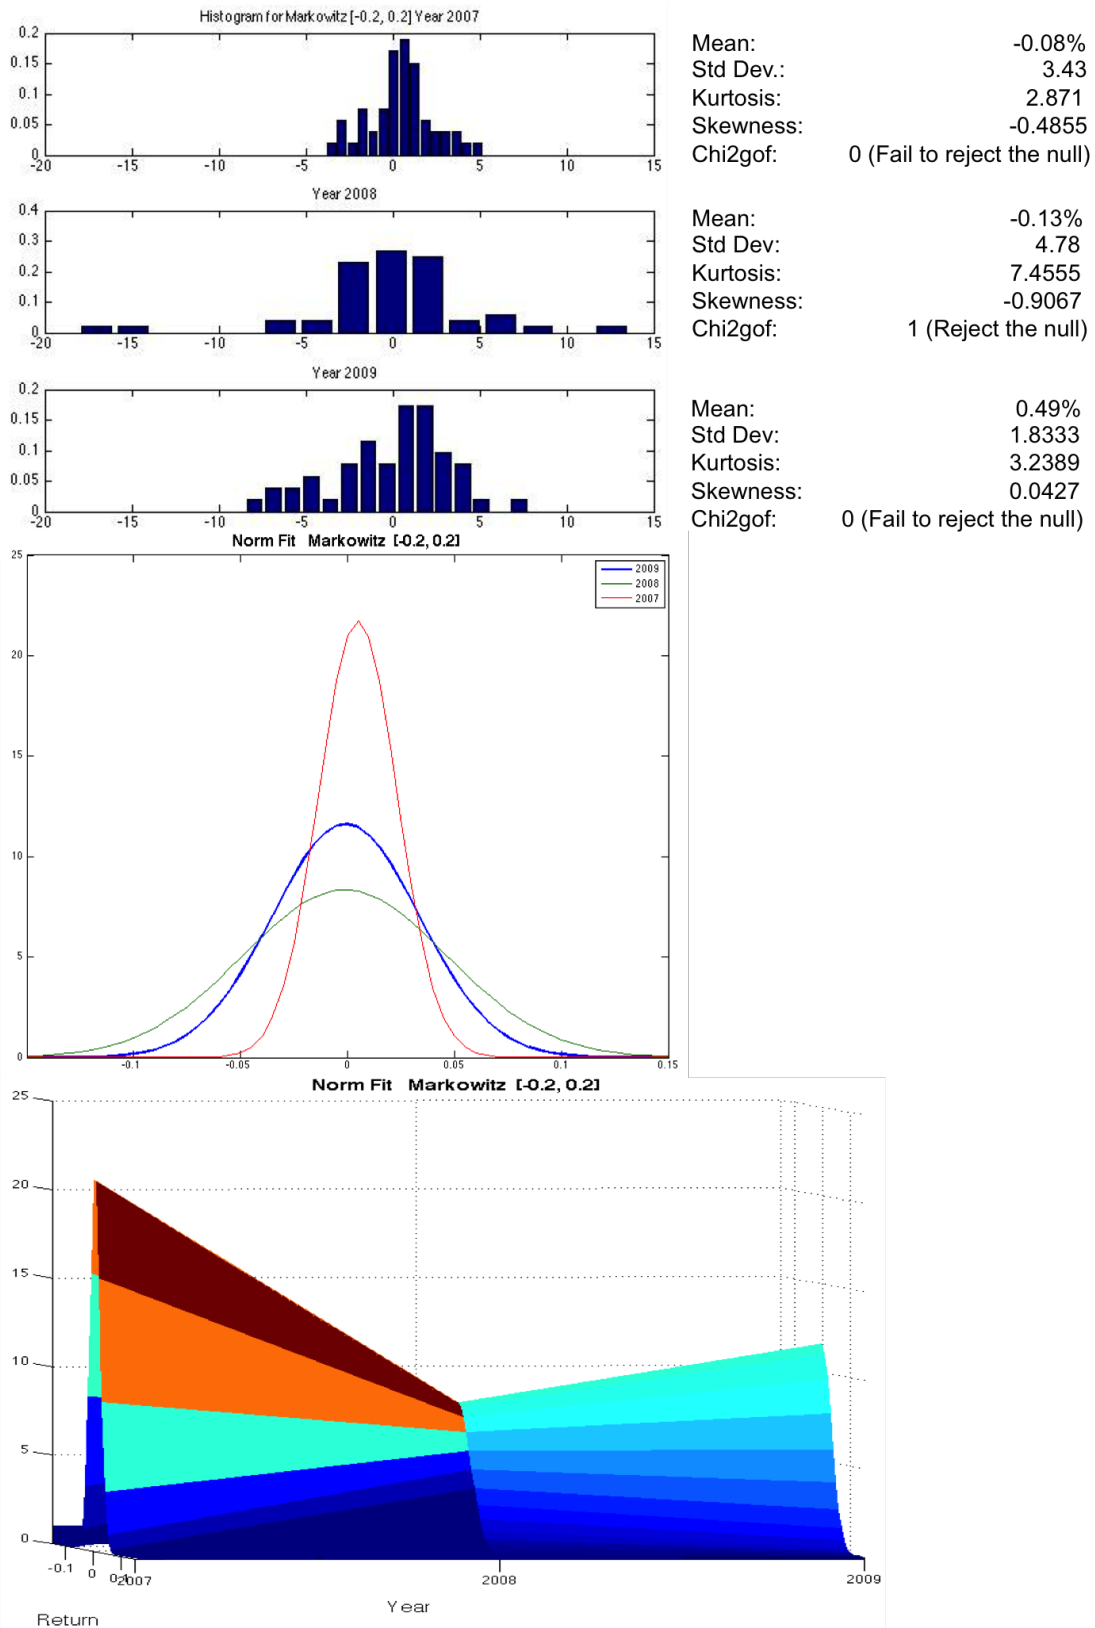 Histogram for Markowitz [-0.2, 0.2] Year 2007
0.2
0.15
0.1
0.05
0
-20 -15 -10 -5 0 5 10 15
Mean: -0.08%
Std Dev.: 3.43
Kurtosis: 2.871
Skewness: -0.4855
Chi2gof: 0 (Fail to reject the null)
Year 2008
0.4
0.3
0.2
0.1
0
-20 -15 -10 -5 0 5 10 15
Mean: -0.13%
Std Dev: 4.78
Kurtosis: 7.4555
Skewness: -0.9067
Chi2gof: 1 (Reject the null)
Year 2009
0.2
0.15
0.1
0.05
0
-20 -15 -10 -5 0 5 10 15
Mean: 0.49%
Std Dev: 1.8333
Kurtosis: 3.2389
Skewness: 0.0427
Chi2gof: 0 (Fail to reject the null)
Norm Fit Markowitz [-0.2, 0.2]
25
20
15
10
5
0
-0.1 -0.05 0 0.05 0.1 0.15
2009
2008
2007
Norm Fit Markowitz [-0.2, 0.2]
25
20
15
10
5
0
-0.1 0 0.1
2007 2008 2009
Year
Return